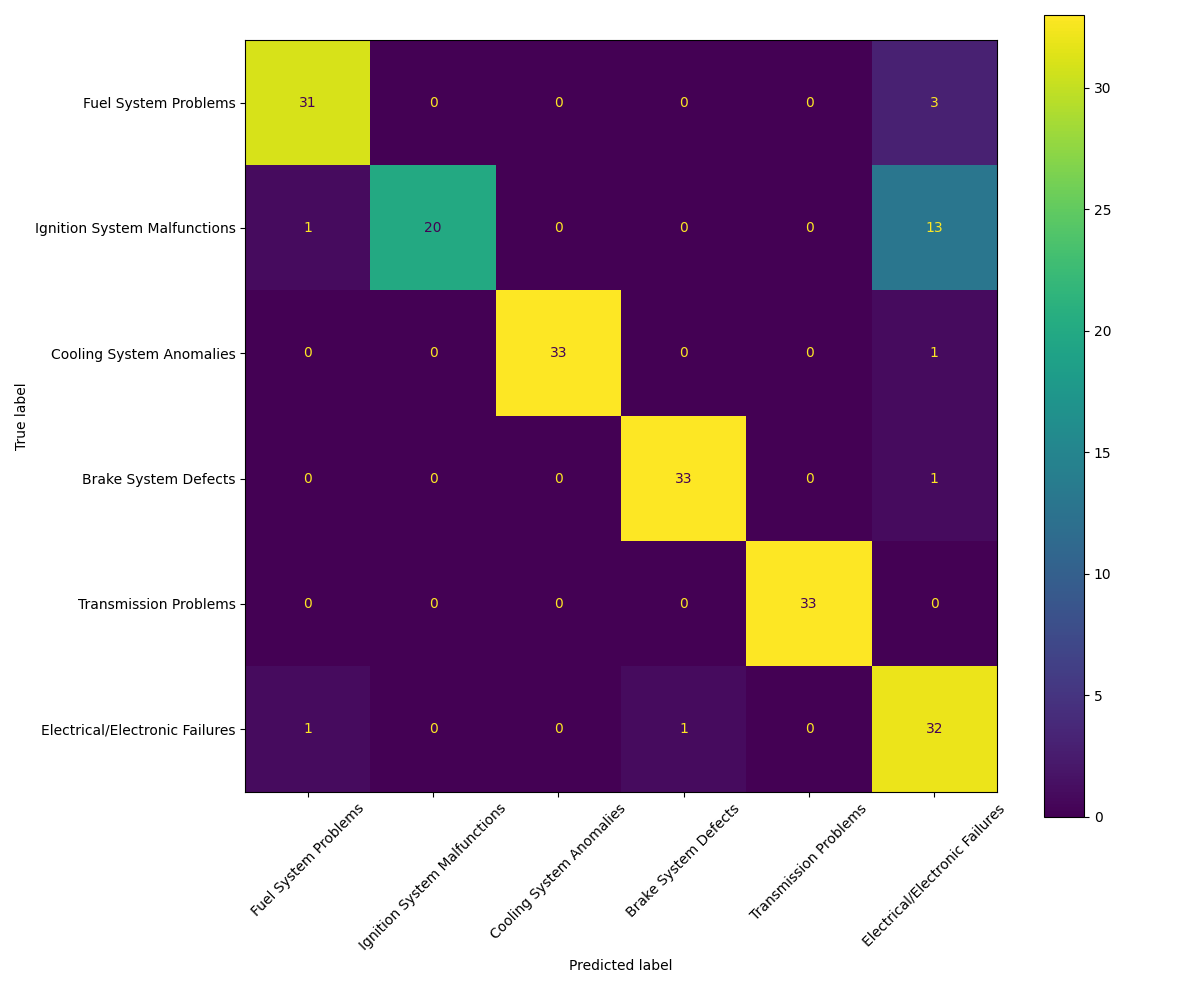 Fuel System Problems 31 0 0 0 0 3
Ignition System Malfunctions 1 20 0 0 0 13
Cooling System Anomalies 0 0 33 0 0 1
Brake System Defects 0 0 0 33 0 1
Transmission Problems 0 0 0 0 33 0
Electrical/Electronic Failures 1 0 0 1 0 32
True label
Fuel System Problems
Ignition System Malfunctions
Cooling System Anomalies
Brake System Defects
Transmission Problems
Electrical/Electronic Failures
Predicted label
30
25
20
15
10
5
0